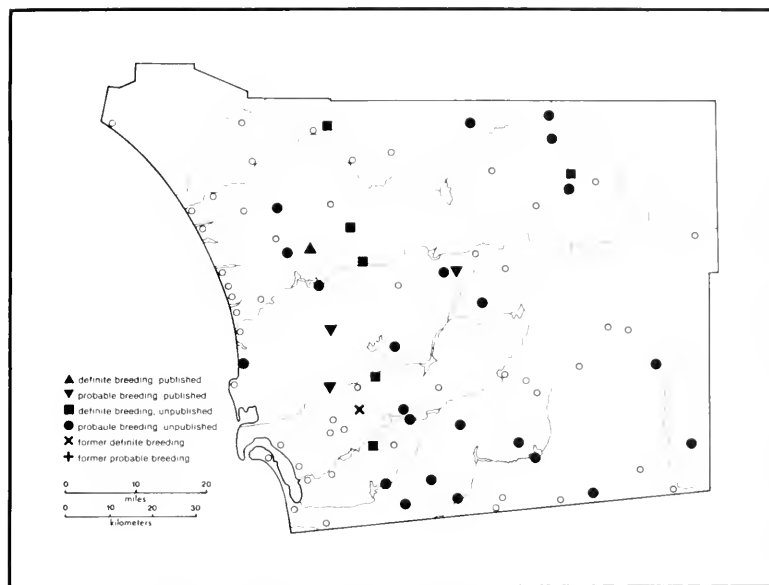 definite breeding published
probable breeding published
definite breeding, unpublished
probaule breeding unpublished
former definite breeding
former probable breeding
0 10 20
miles
0 10 20 30
kilometers